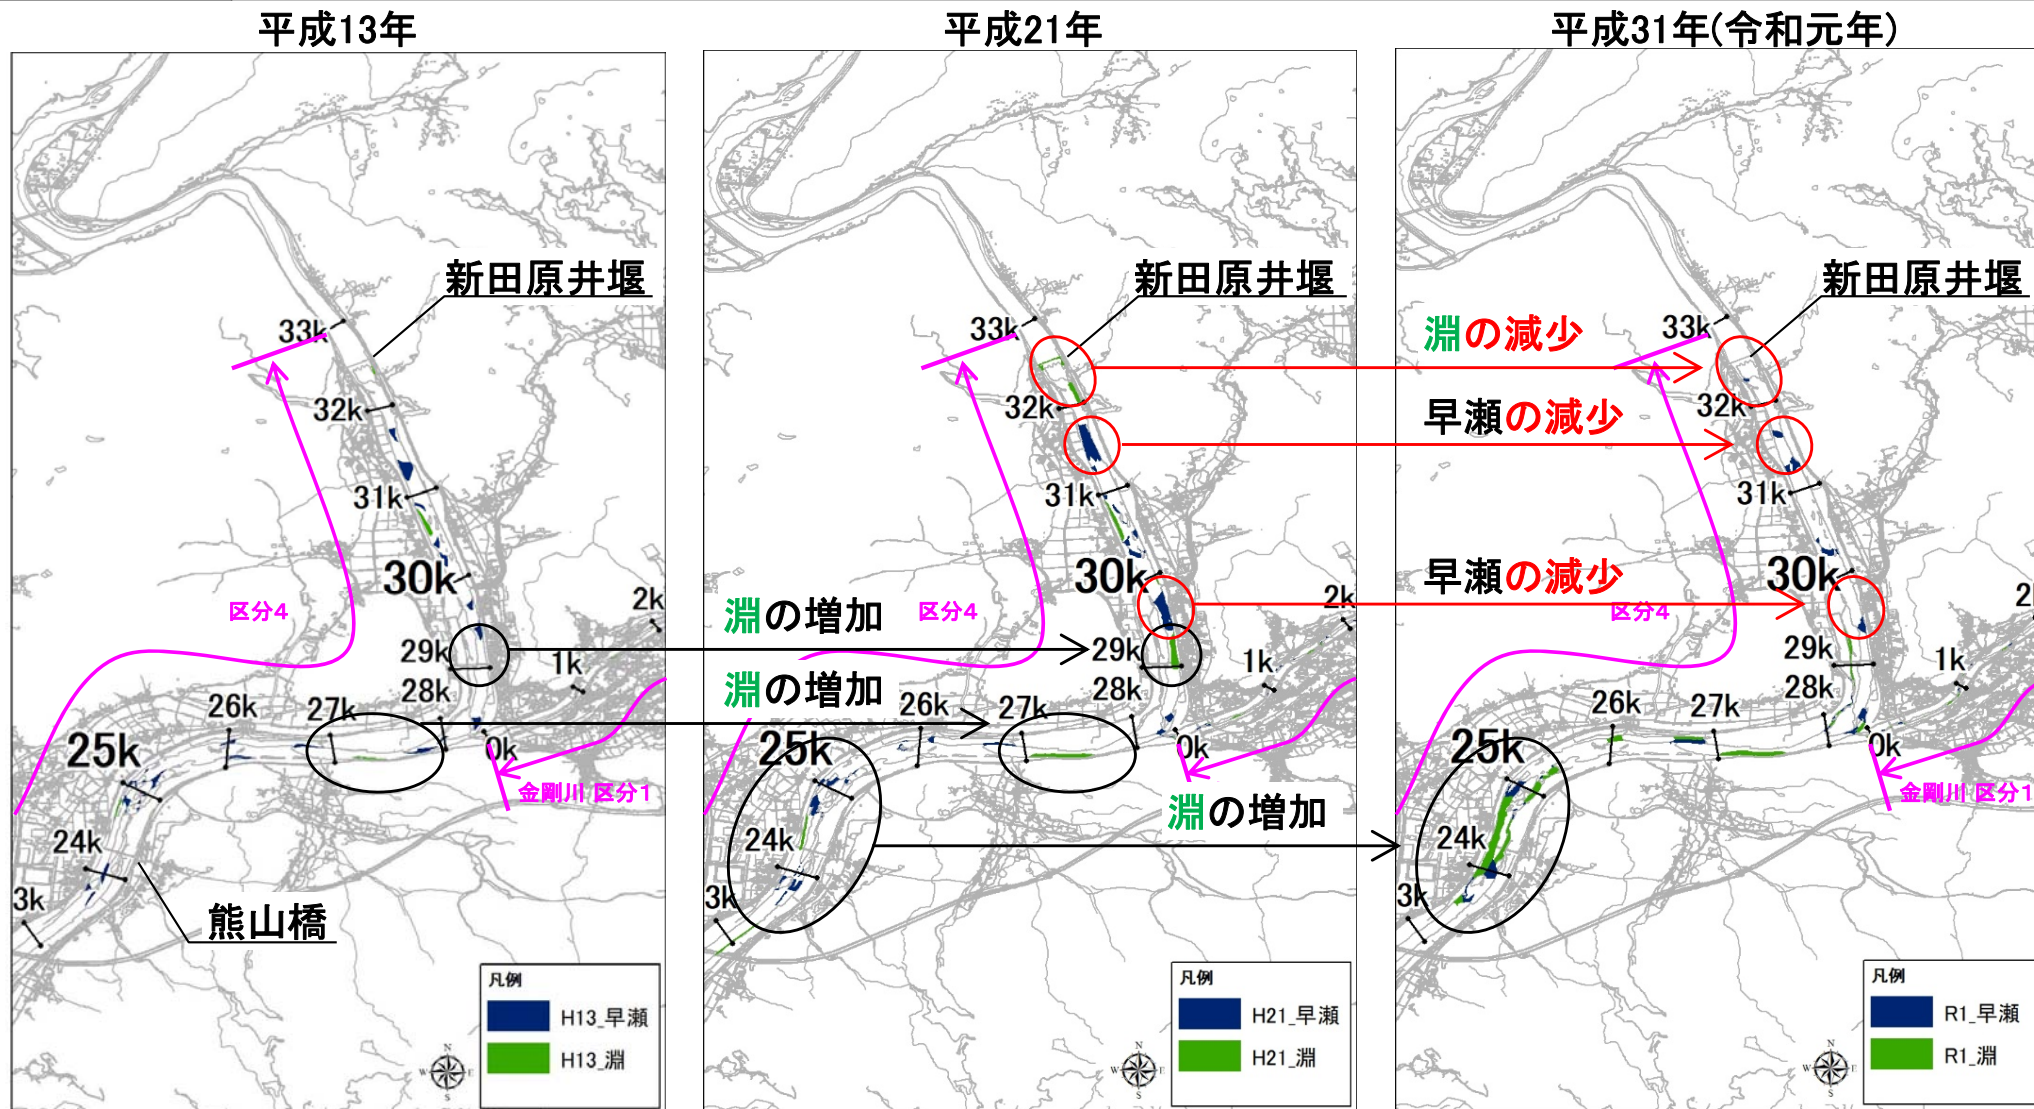 平成13年
新田原井堰
33k
32k
31k
30k
区分4
2k
29k
1k
28k
26k
27k
25k
0k
金剛川 区分1
24k
3k
熊山橋
凡例
H13_早瀬
H13_淵
N
W
E
S
平成21年
新田原井堰
33k
32k
31k
30k
淵の増加
区分4
2k
29k
1k
淵の増加
28k
26k
27k
25k
0k
淵の増加
24k
3k
凡例
H21_早瀬
H21_淵
N
W
E
S
平成31年(令和元年)
新田原井堰
淵の減少
33k
早瀬の減少
32k
31k
早瀬の減少
30k
区分4
2
29k
1k
28k
26k
27k
25k
0k
金剛川 区分1
24k
3k
凡例
R1_早瀬
R1_淵
N
W
E
S